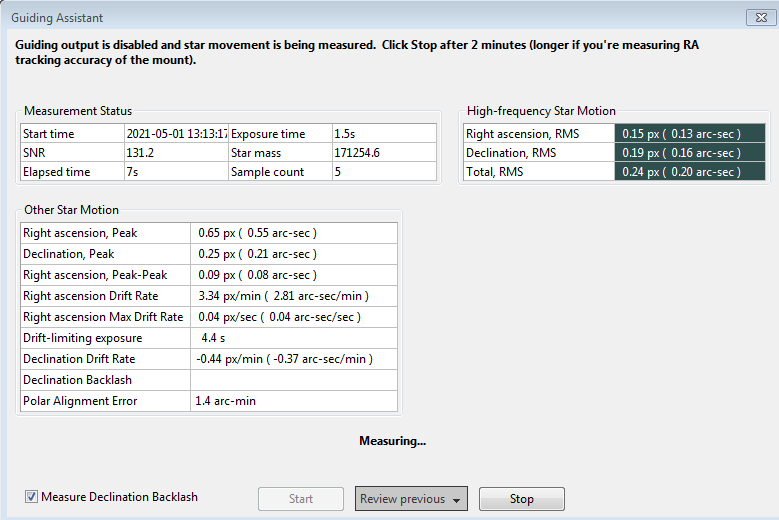 Guiding Assistant
Guiding output is disabled and star movement is being measured.  Click Stop after 2 minutes (longer if you're measuring RA
tracking accuracy of the mount).
Measurement Status
Start time 2021-05-01 13:13:17 Exposure time 1.5s
SNR 131.2 Star mass 171254.6
Elapsed time 7s Sample count 5
High-frequency Star Motion
Right ascension, RMS 0.15 px ( 0.13 arc-sec )
Declination, RMS 0.19 px ( 0.16 arc-sec )
Total, RMS 0.24 px ( 0.20 arc-sec )
Other Star Motion
Right ascension, Peak 0.65 px ( 0.55 arc-sec )
Declination, Peak 0.25 px ( 0.21 arc-sec )
Right ascension, Peak-Peak 0.09 px ( 0.08 arc-sec )
Right ascension Drift Rate 3.34 px/min ( 2.81 arc-sec/min )
Right ascension Max Drift Rate 0.04 px/sec ( 0.04 arc-sec/sec )
Drift-limiting exposure 4.4 s
Declination Drift Rate -0.44 px/min ( -0.37 arc-sec/min )
Declination Backlash
Polar Alignment Error 1.4 arc-min
Measuring...
Measure Declination Backlash
Start
Review previous
Stop